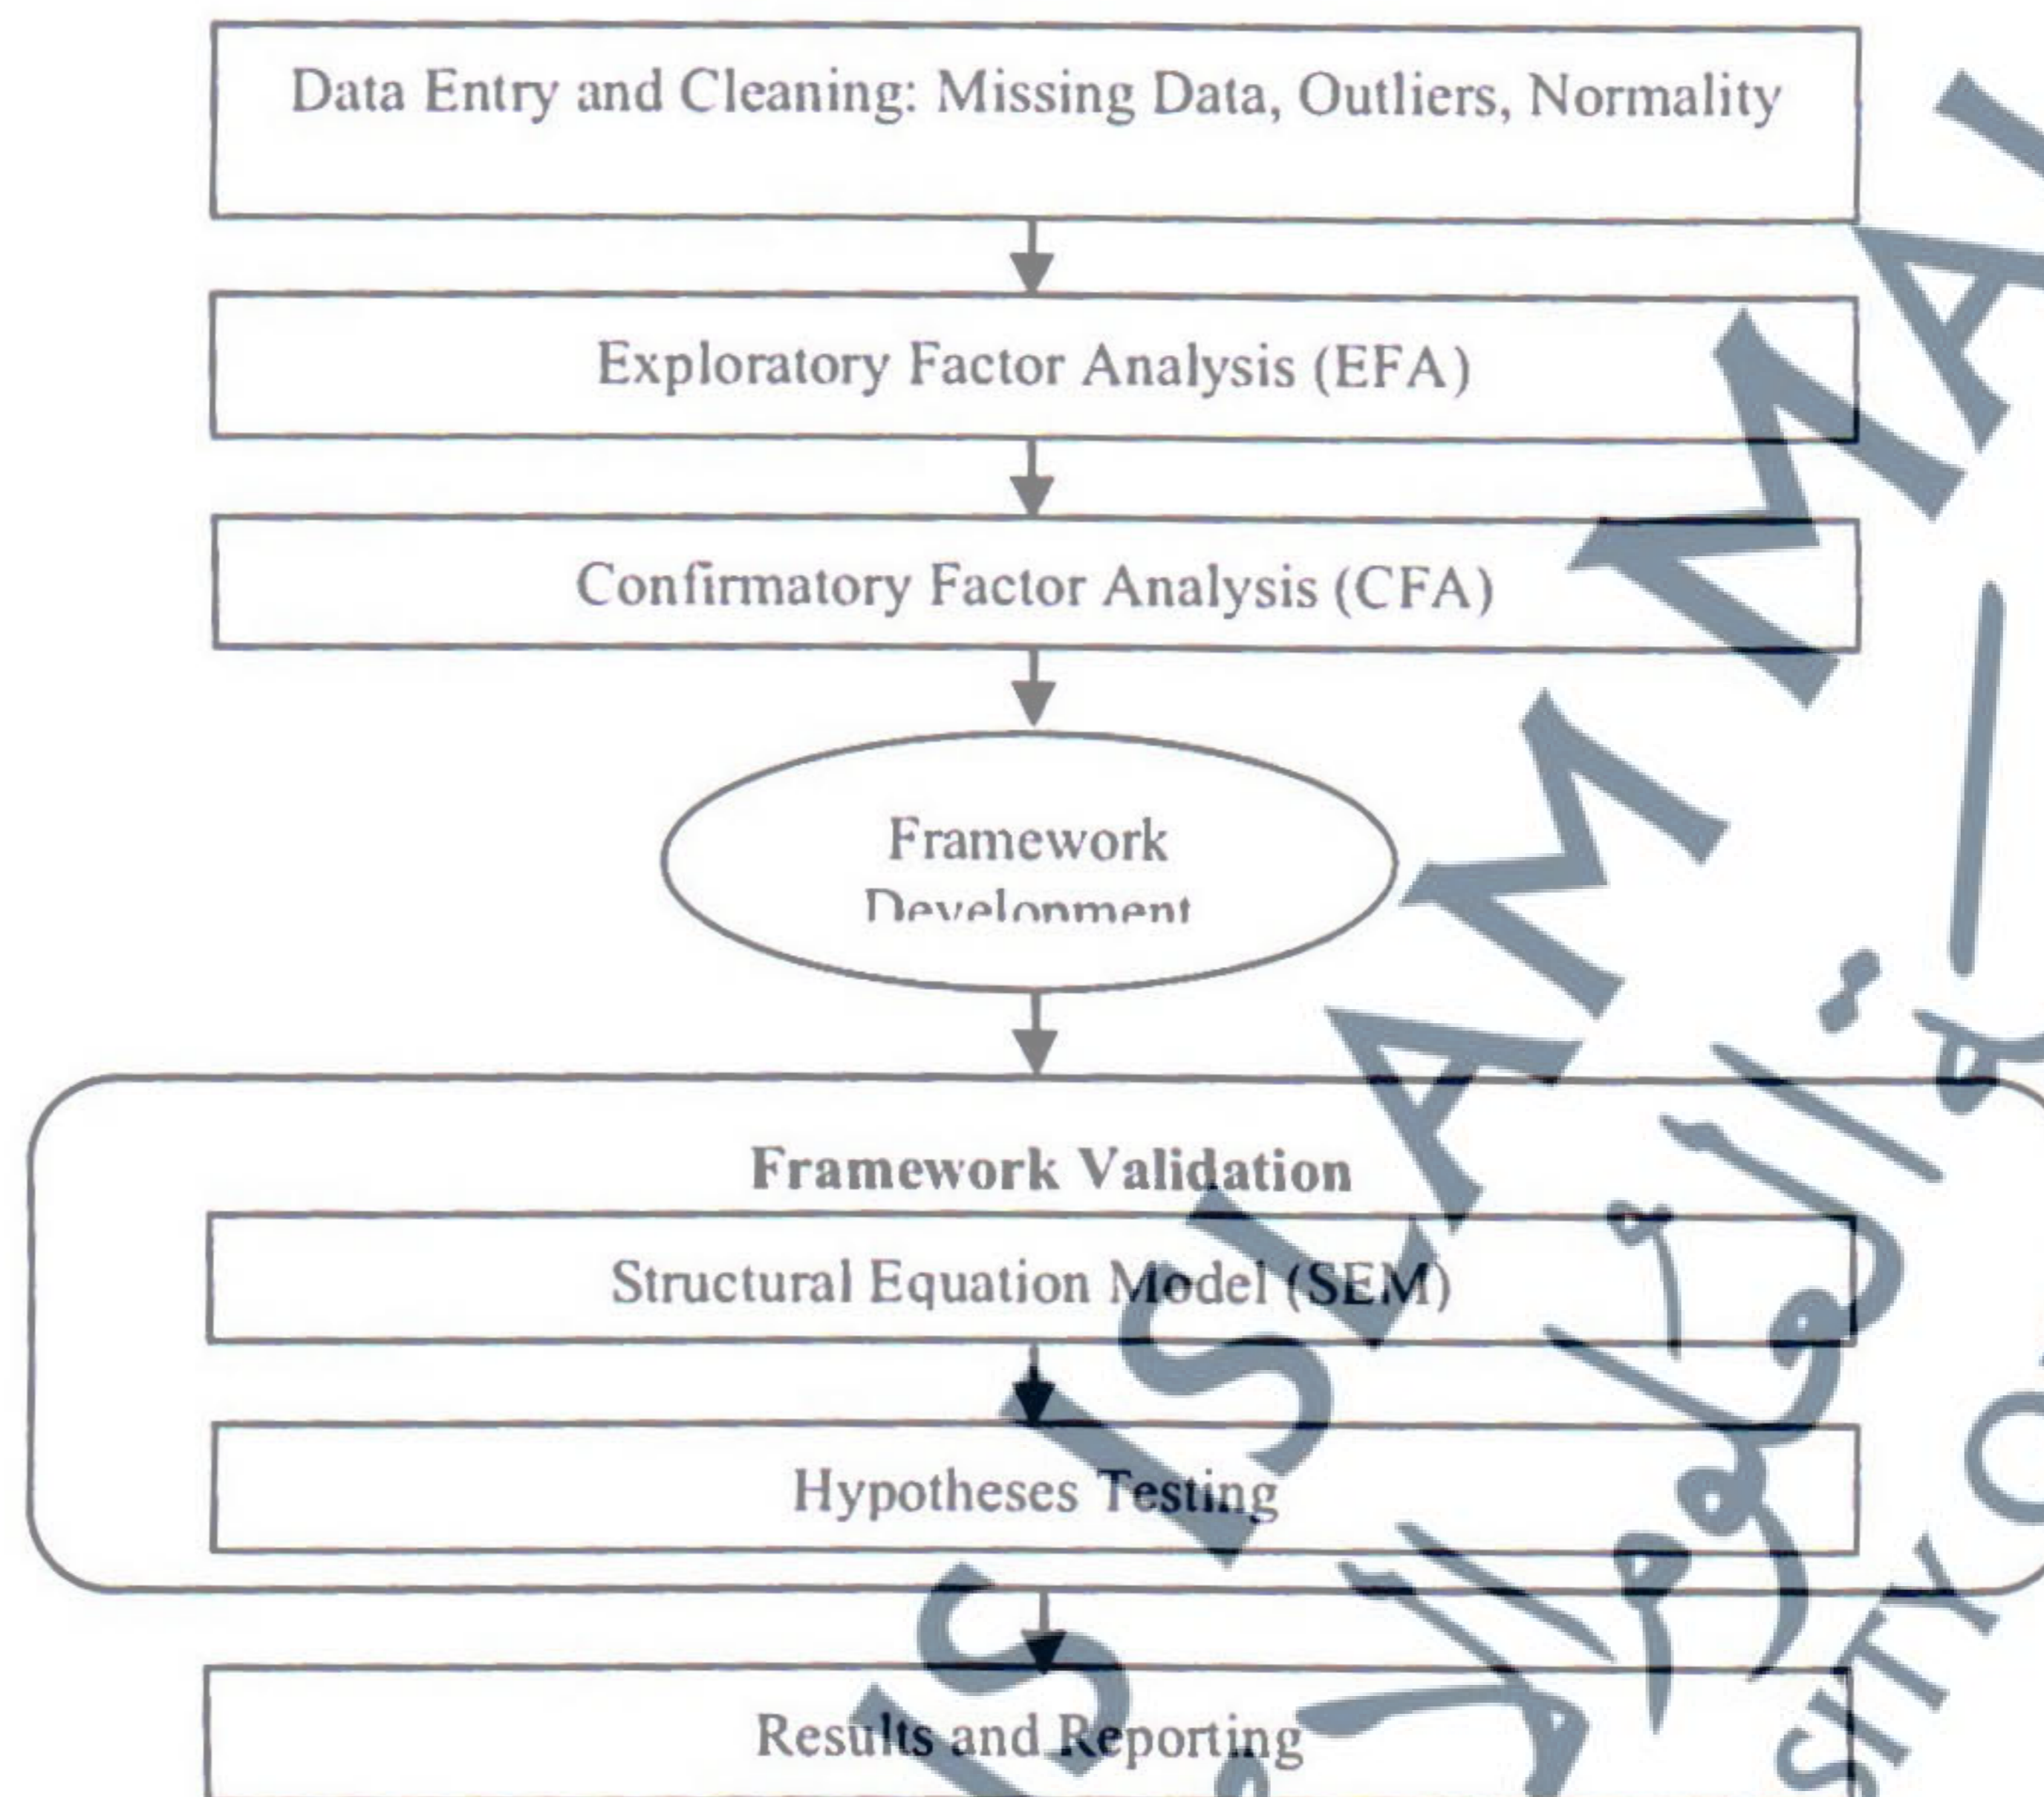 Data Entry and Cleaning: Missing Data, Outliers, Normality
Exploratory Factor Analysis (EFA)
Confirmatory Factor Analysis (CFA)
Framework
Development
Framework Validation
Structural Equation Model (SEM)
Hypotheses Testing
Results and Reporting
ISLAM